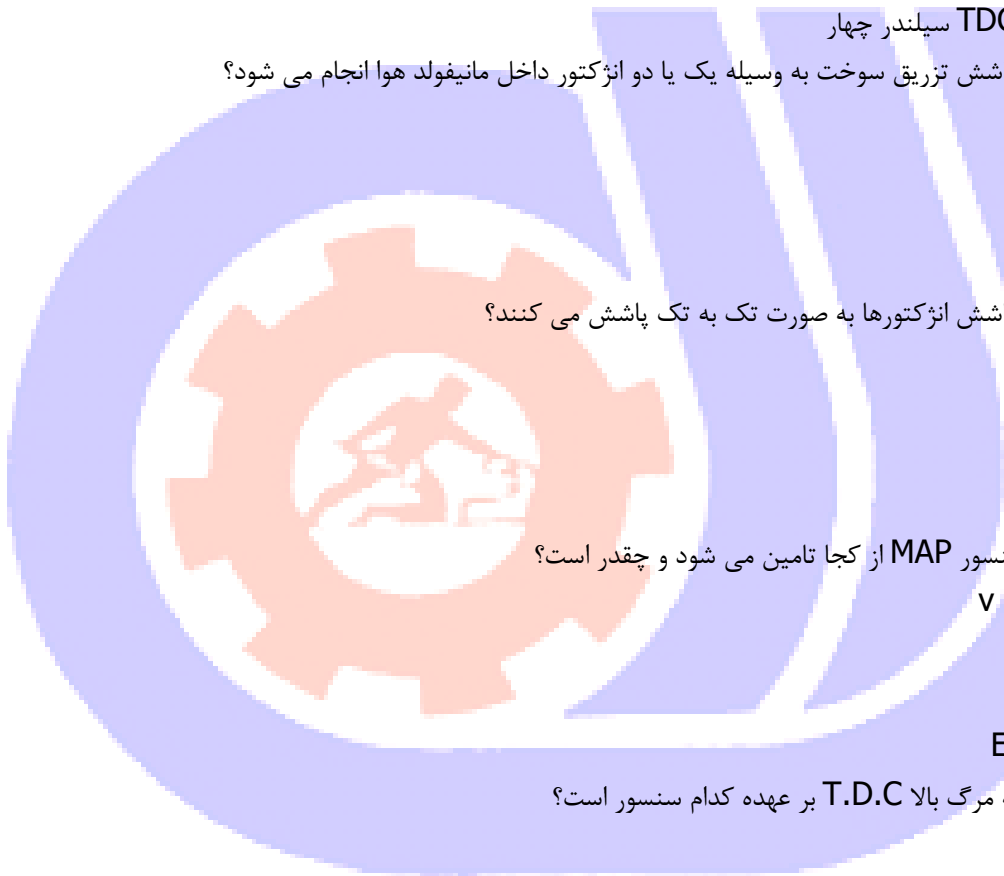 TDC سیلندر چهار
شش تزریق سوخت به وسیله یک یا دو انژکتور داخل مانیفولد هوا انجام می شود؟
شش انژکتورها به صورت تک به تک پاشش می کنند؟
نسور MAP از کجا تامین می شود و چقدر است؟
v
E
مرگ بالا T.D.C بر عهده کدام سنسور است؟